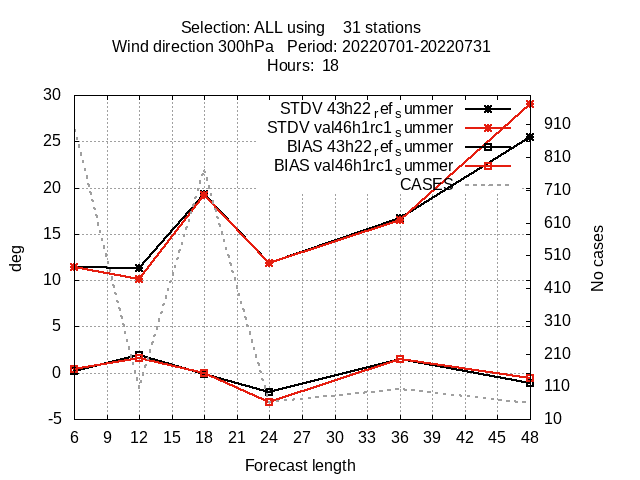 Selection: ALL using    31 stations
Wind direction 300hPa   Period: 20220701-20220731
Hours:  18
STDV 43h22_ref_summer
STDV val46h1rc1_summer
BIAS 43h22_ref_summer
BIAS val46h1rc1_summer
CASES
30
25
20
15
10
5
0
-5
deg
910
810
710
610
510
410
310
210
110
10
No cases
6 9 12 15 18 21 24 27 30 33 36 39 42 45 48
Forecast length